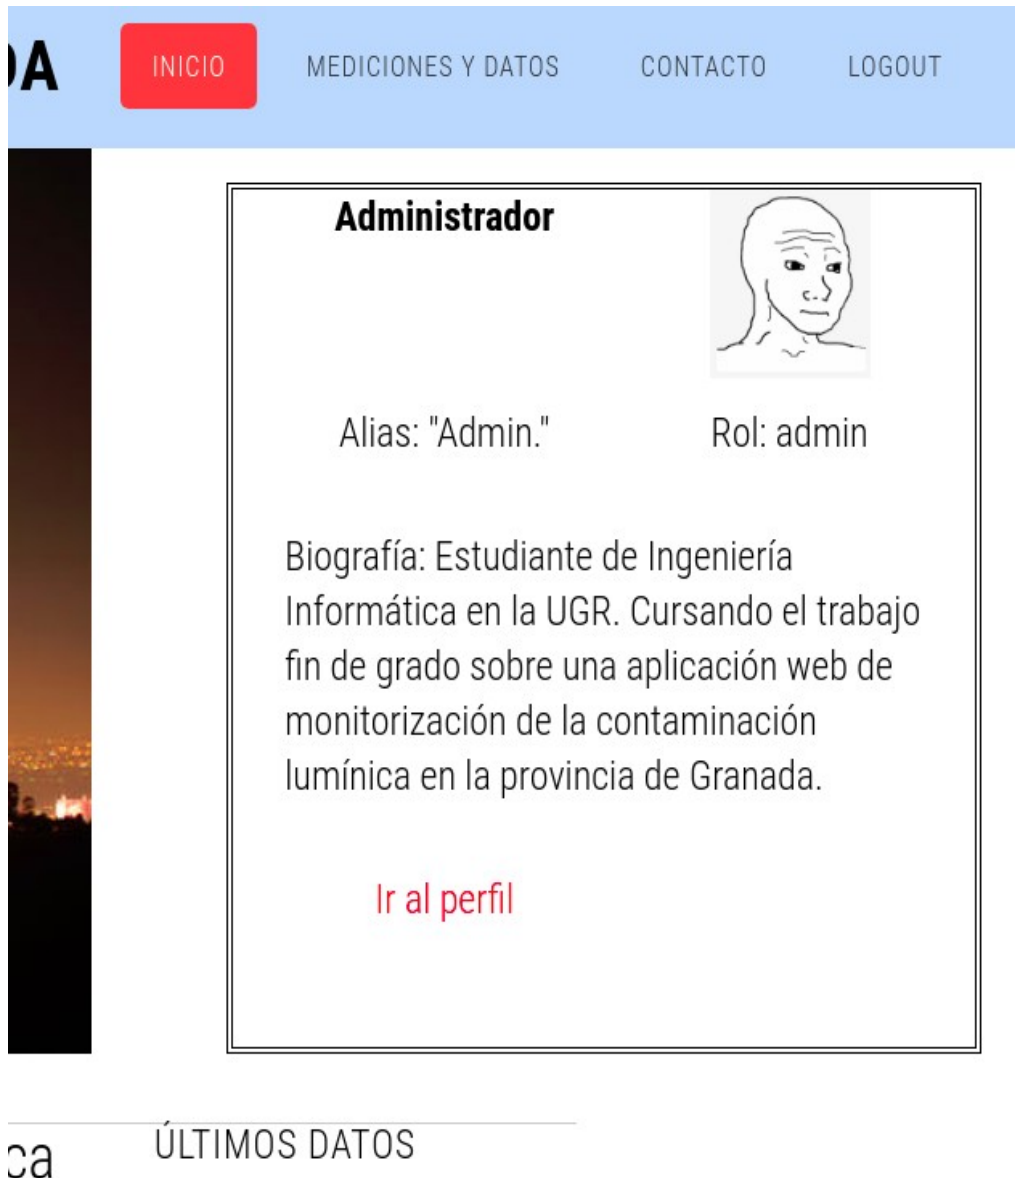 DA
INICIO
MEDICIONES Y DATOS
CONTACTO
LOGOUT
Administrador
Alias: "Admin."
Rol: admin
Biografía: Estudiante de Ingeniería
Informática en la UGR. Cursando el trabajo
fin de grado sobre una aplicación web de
monitorización de la contaminación
lumínica en la provincia de Granada.
Ir al perfil
ca
ÚLTIMOS DATOS